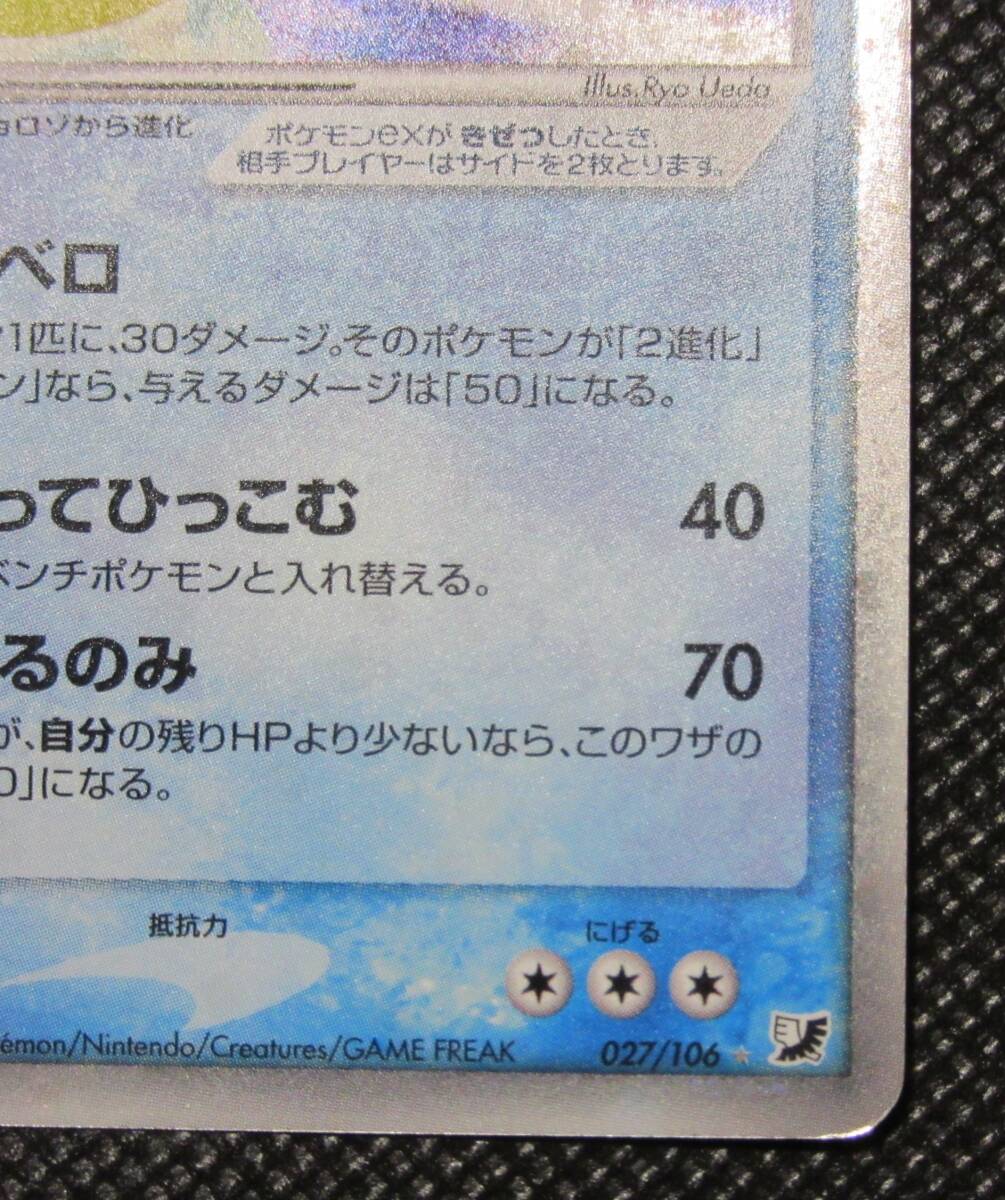 Illus.Ryo Ueda
ョロゾから進化
ポケモンexが きぜつしたとき、
相手プレイヤーはサイドを2枚とります。
ベロ
1匹に、30ダメージ。そのポケモンが「2進化」
ン」なら、与えるダメージは「50」になる。
ってひっこむ 40
ベンチポケモンと入れ替える。
るのみ 70
が、自分の残りHPより少ないなら、このワザの
0」になる。
抵抗力
にげる
émon/Nintendo/Creatures/GAME FREAK
027/106 ★